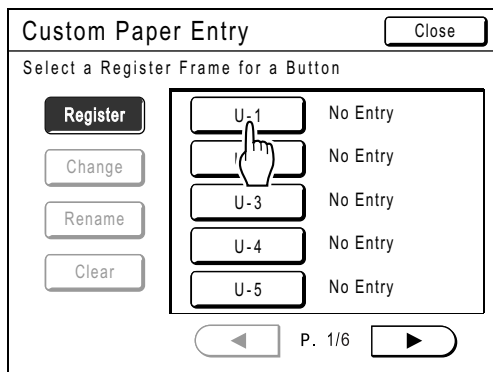 Custom Paper Entry
Close
Select a Register Frame for a Button
Register
U-1
No Entry
Change
No Entry
Rename
U-3
No Entry
U-4
No Entry
Clear
U-5
No Entry
P. 1/6